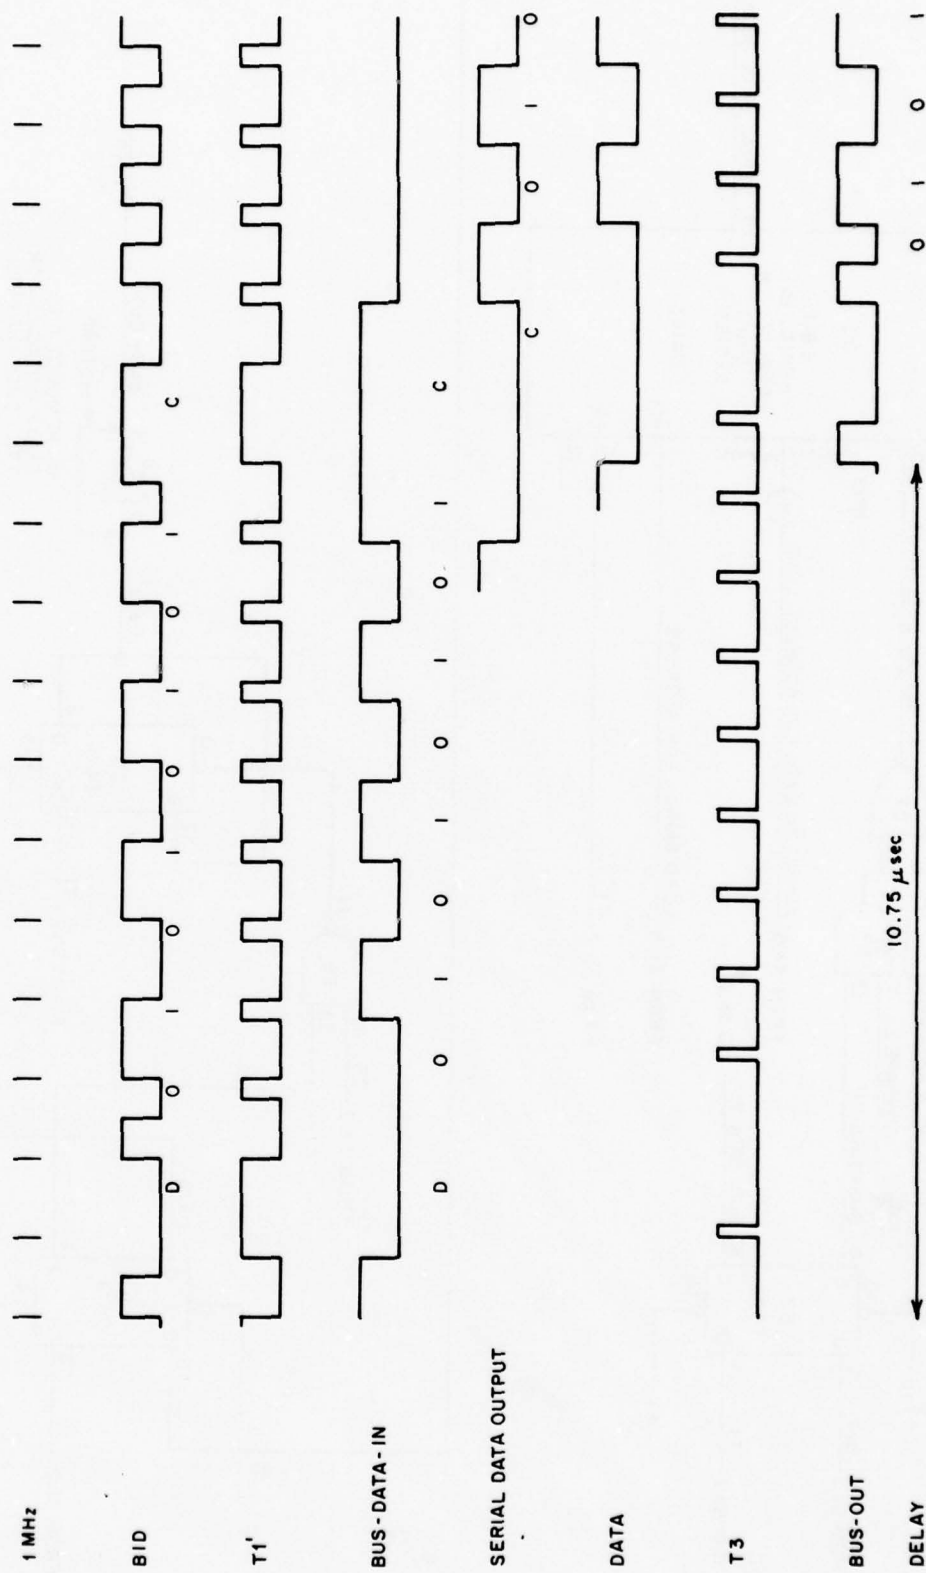 1 MHz
BID
D 0 1 0 1 0 1 0 1 C
T1'
BUS-DATA-IN
D 0 1 0 1 0 1 0 1 C
SERIAL DATA OUTPUT
C 0 1 0
DATA
T3
BUS-OUT
10.75 μsec
DELAY 0 1 0 1